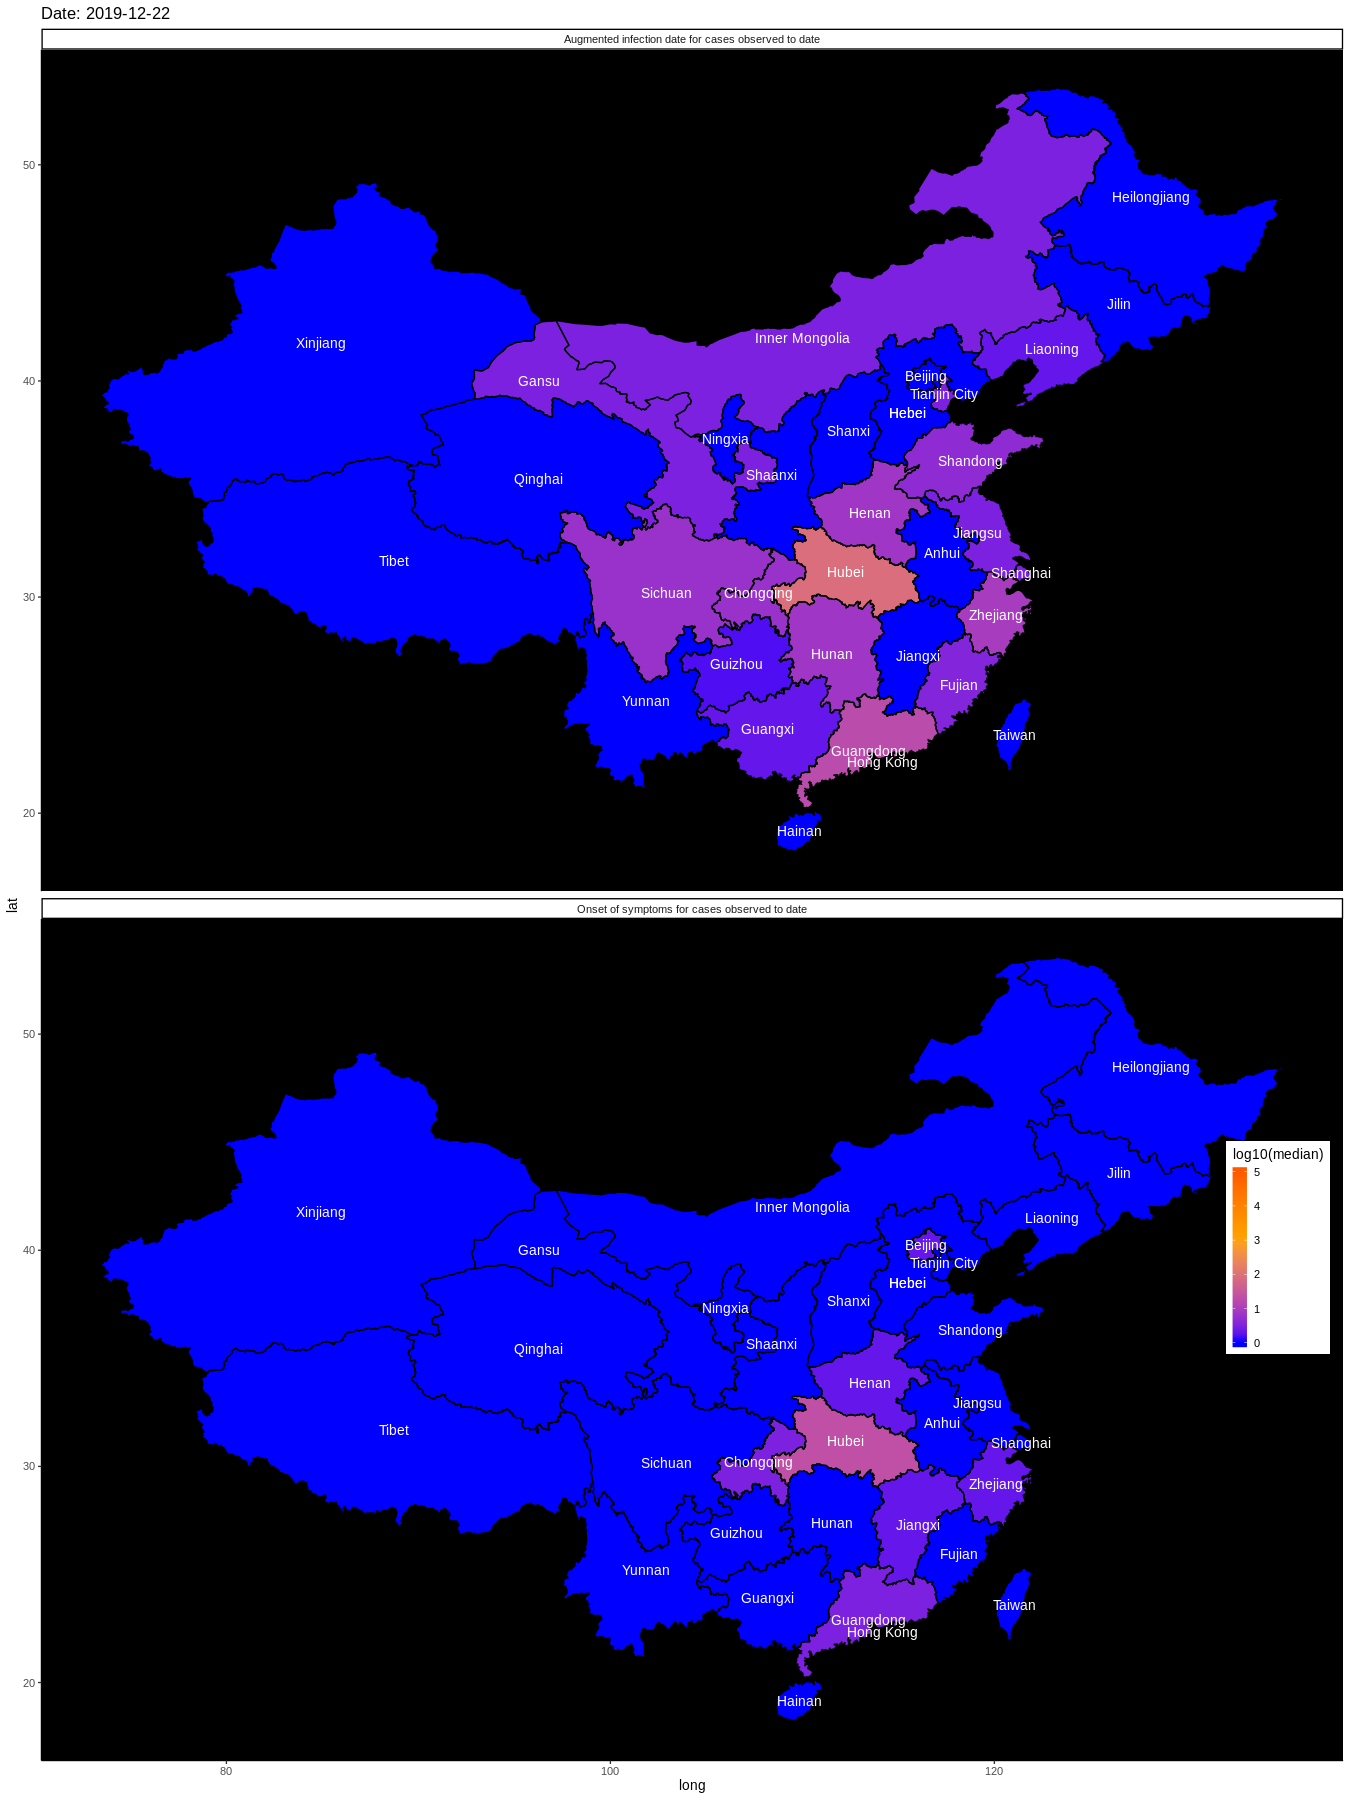 Date: 2019-12-22
Augmented infection date for cases observed to date
50
40
30
20
Heilongjiang
Jilin
Xinjiang
Inner Mongolia
Liaoning
Gansu
Beijing
Tianjin City
Hebei
Ningxia
Shanxi
Shandong
Qinghai
Shaanxi
Henan
Jiangsu
Anhui
Tibet
Hubei
Shanghai
Sichuan
Chongqing
Zhejiang
Guizhou
Hunan
Jiangxi
Fujian
Yunnan
Guangxi
Taiwan
Guangdong
Hong Kong
Hainan
lat
Onset of symptoms for cases observed to date
50
40
30
20
Heilongjiang
log10(median)
5
4
3
2
1
0
Jilin
Xinjiang
Inner Mongolia
Liaoning
Gansu
Beijing
Tianjin City
Hebei
Ningxia
Shanxi
Shandong
Qinghai
Shaanxi
Henan
Jiangsu
Anhui
Tibet
Hubei
Shanghai
Sichuan
Chongqing
Zhejiang
Guizhou
Hunan
Jiangxi
Fujian
Yunnan
Guangxi
Taiwan
Guangdong
Hong Kong
Hainan
80
100
120
long